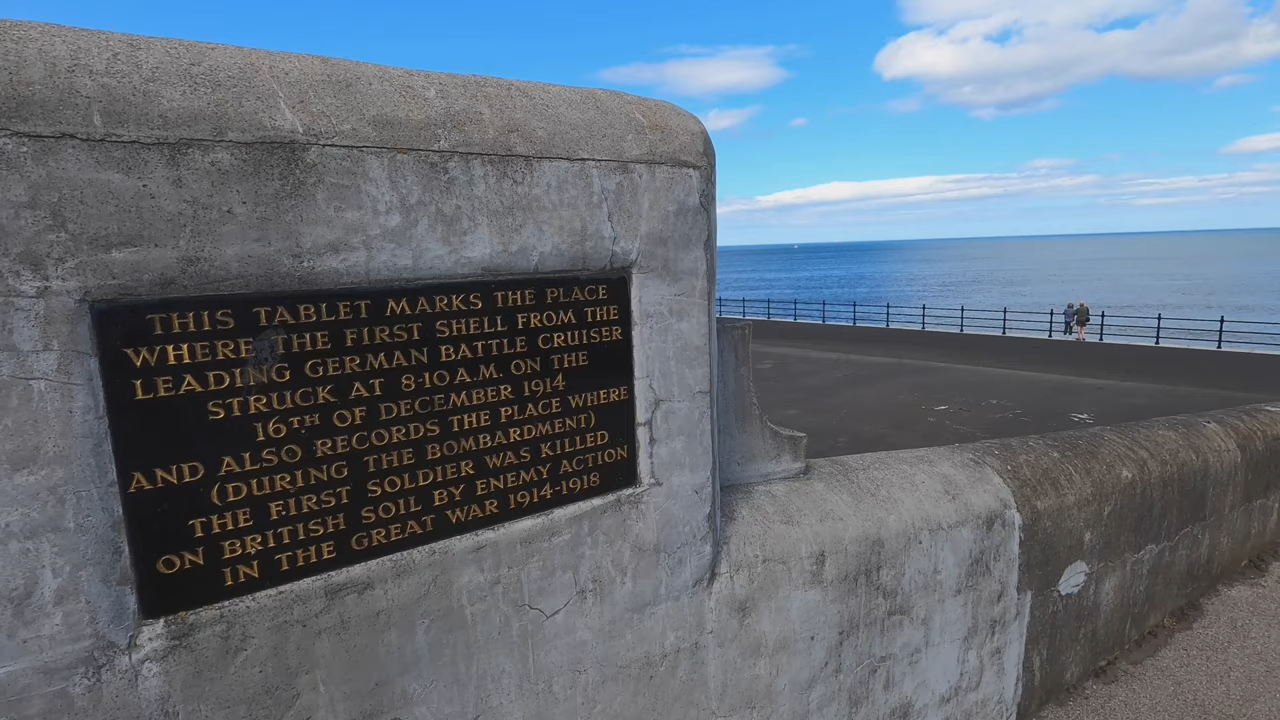 THIS TABLET MARKS THE PLACE
WHERE THE FIRST SHELL FROM THE
LEADING GERMAN BATTLE CRUISER
STRUCK AT 8·10 A.M. ON THE
16TH OF DECEMBER 1914
AND ALSO RECORDS THE PLACE WHERE
(DURING THE BOMBARDMENT)
THE FIRST SOLDIER WAS KILLED
ON BRITISH SOIL BY ENEMY ACTION
IN THE GREAT WAR 1914-1918